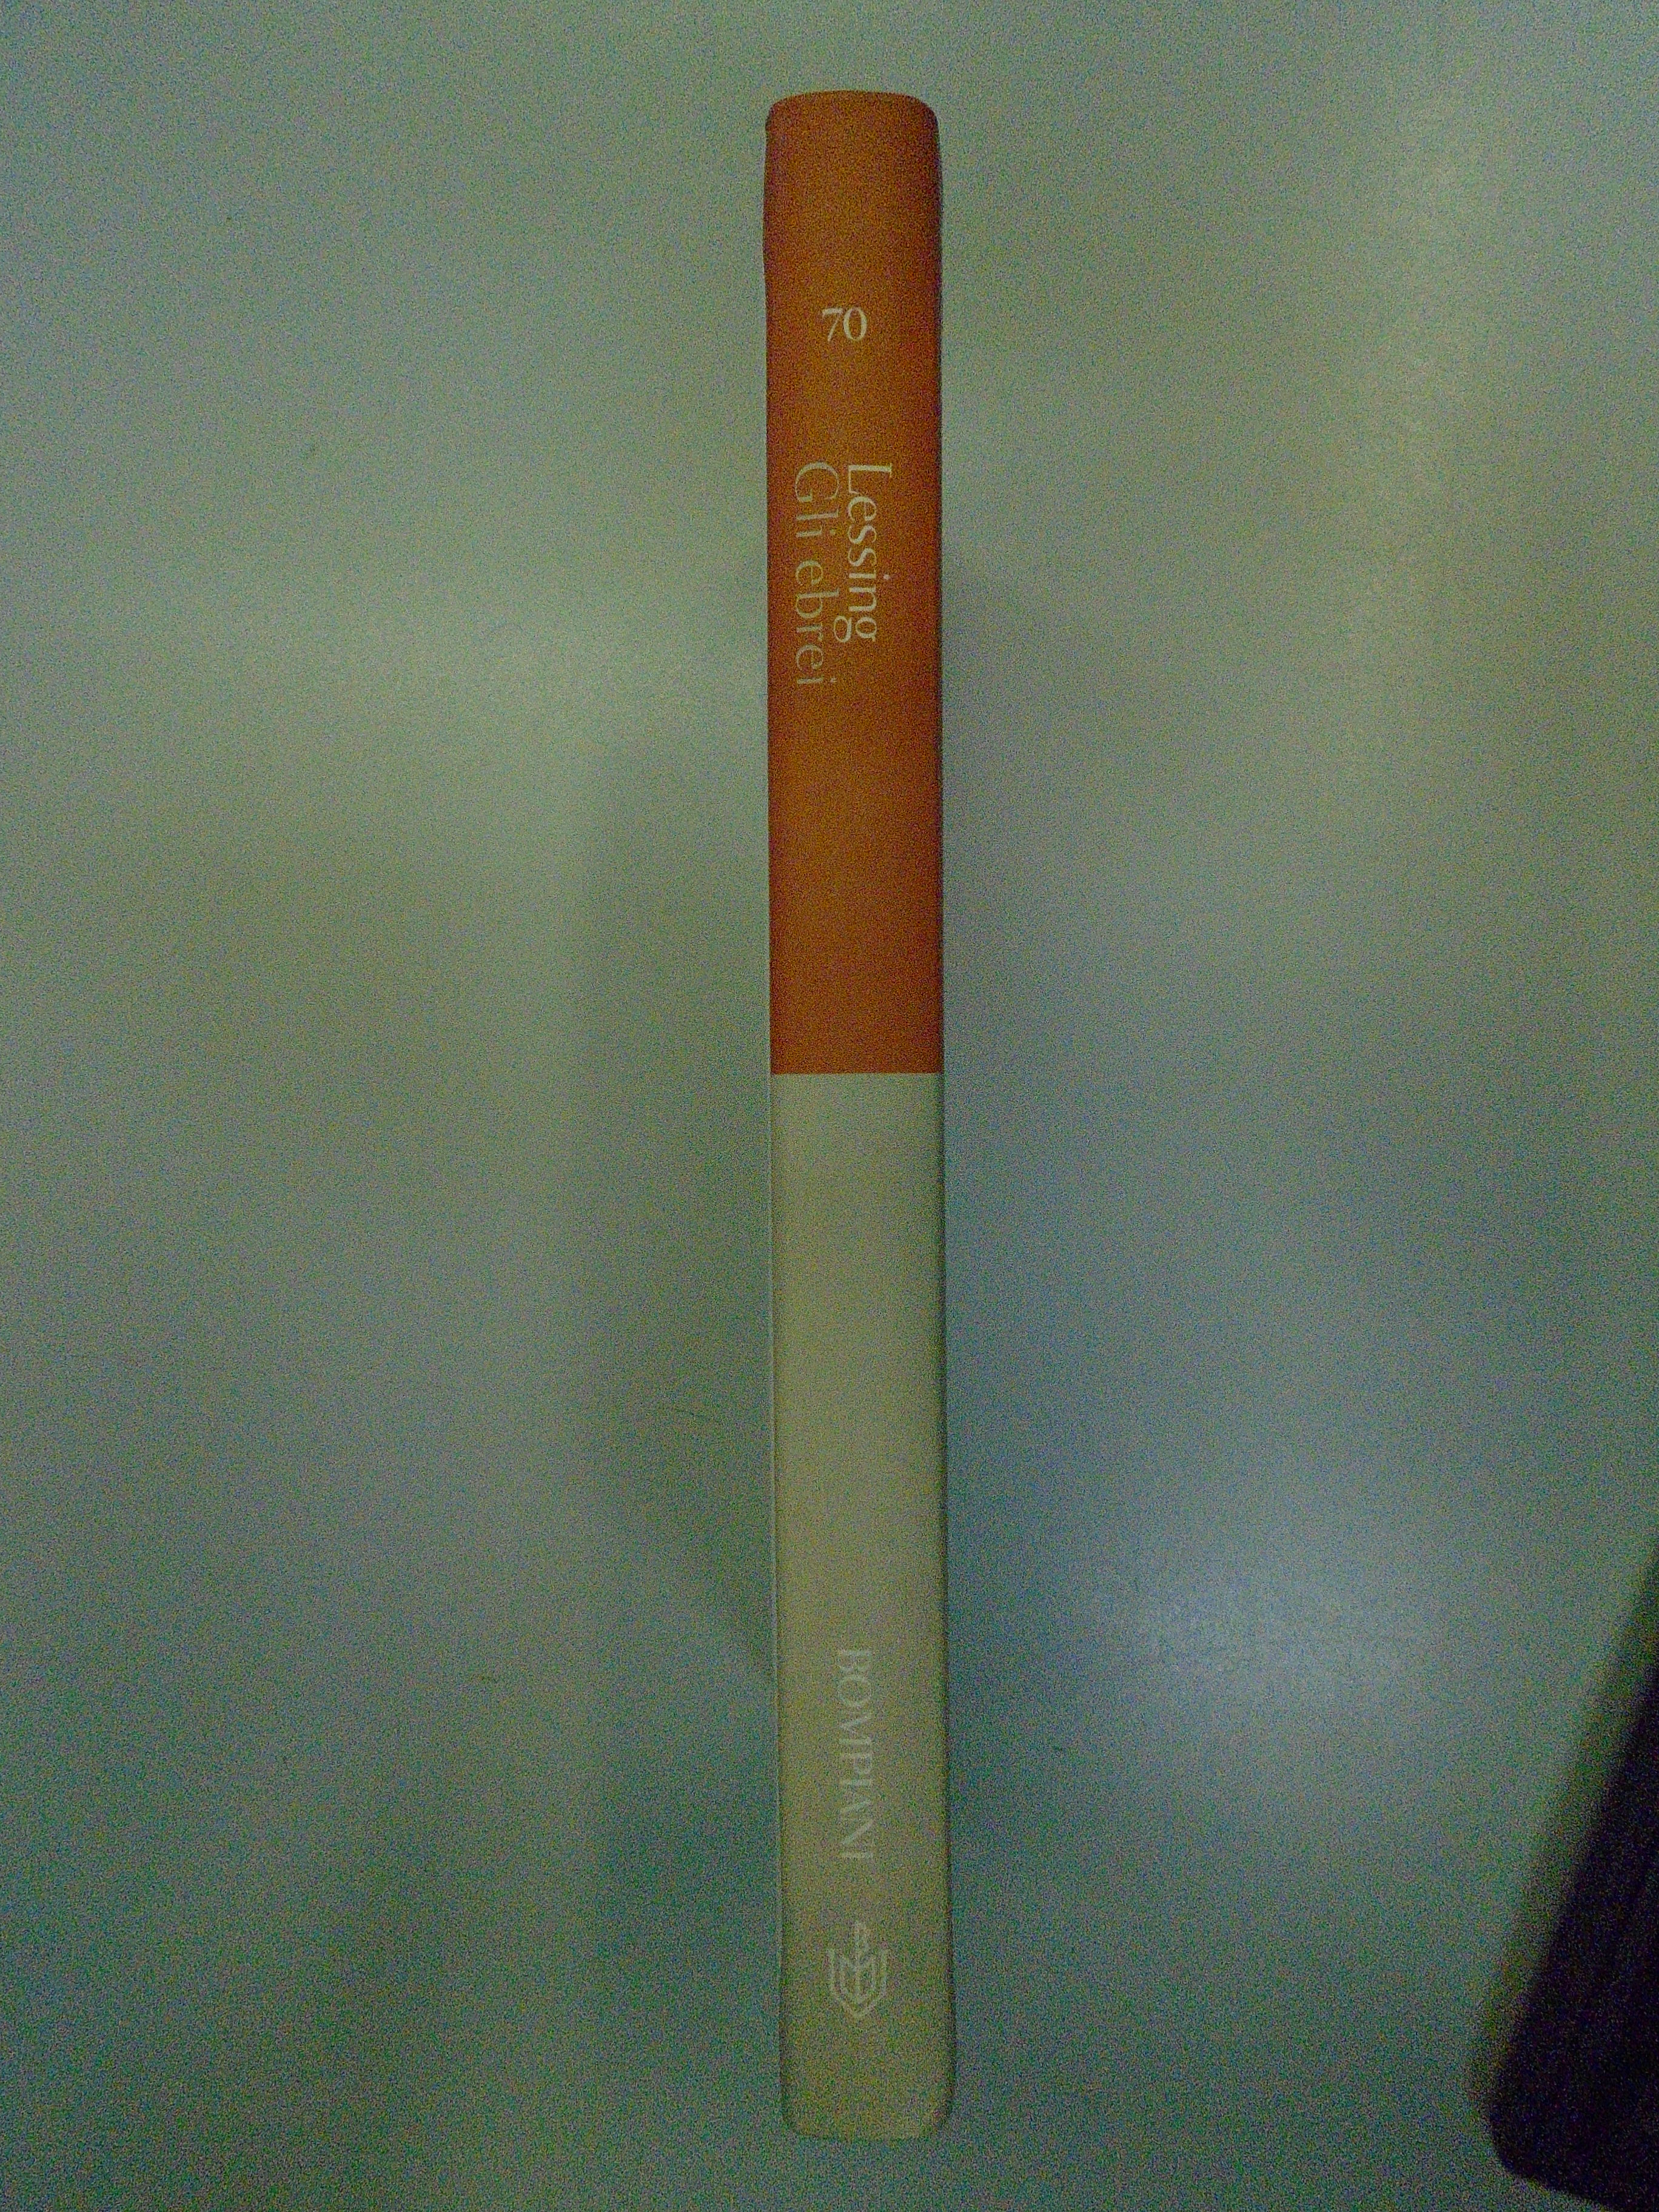 70
Lessing
Gli ebrei
BOMPIANI